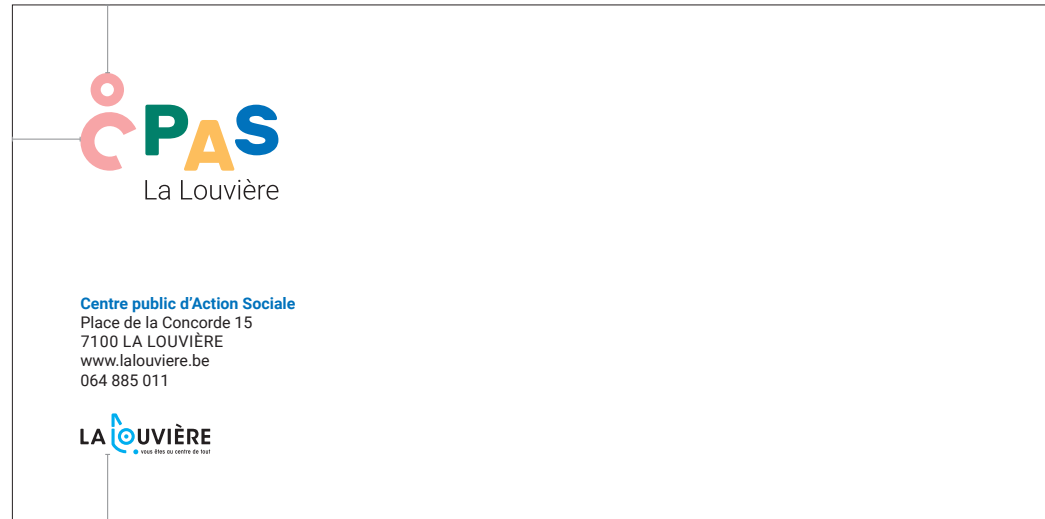 CPAS
La Louvière
Centre public d'Action Sociale
Place de la Concorde 15
7100 LA LOUVIÈRE
www.lalouviere.be
064 885 011
LA LOUVIÈRE
vous êtes au centre de tout